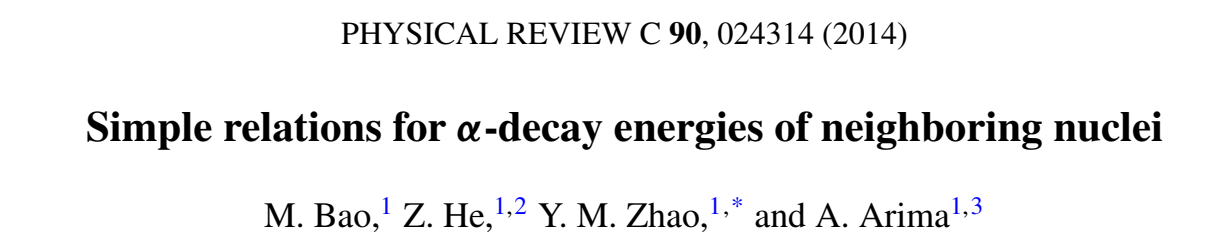 PHYSICAL REVIEW C 90, 024314 (2014)
Simple relations for α-decay energies of neighboring nuclei
M. Bao,1 Z. He,1,2 Y. M. Zhao,1,* and A. Arima1,3